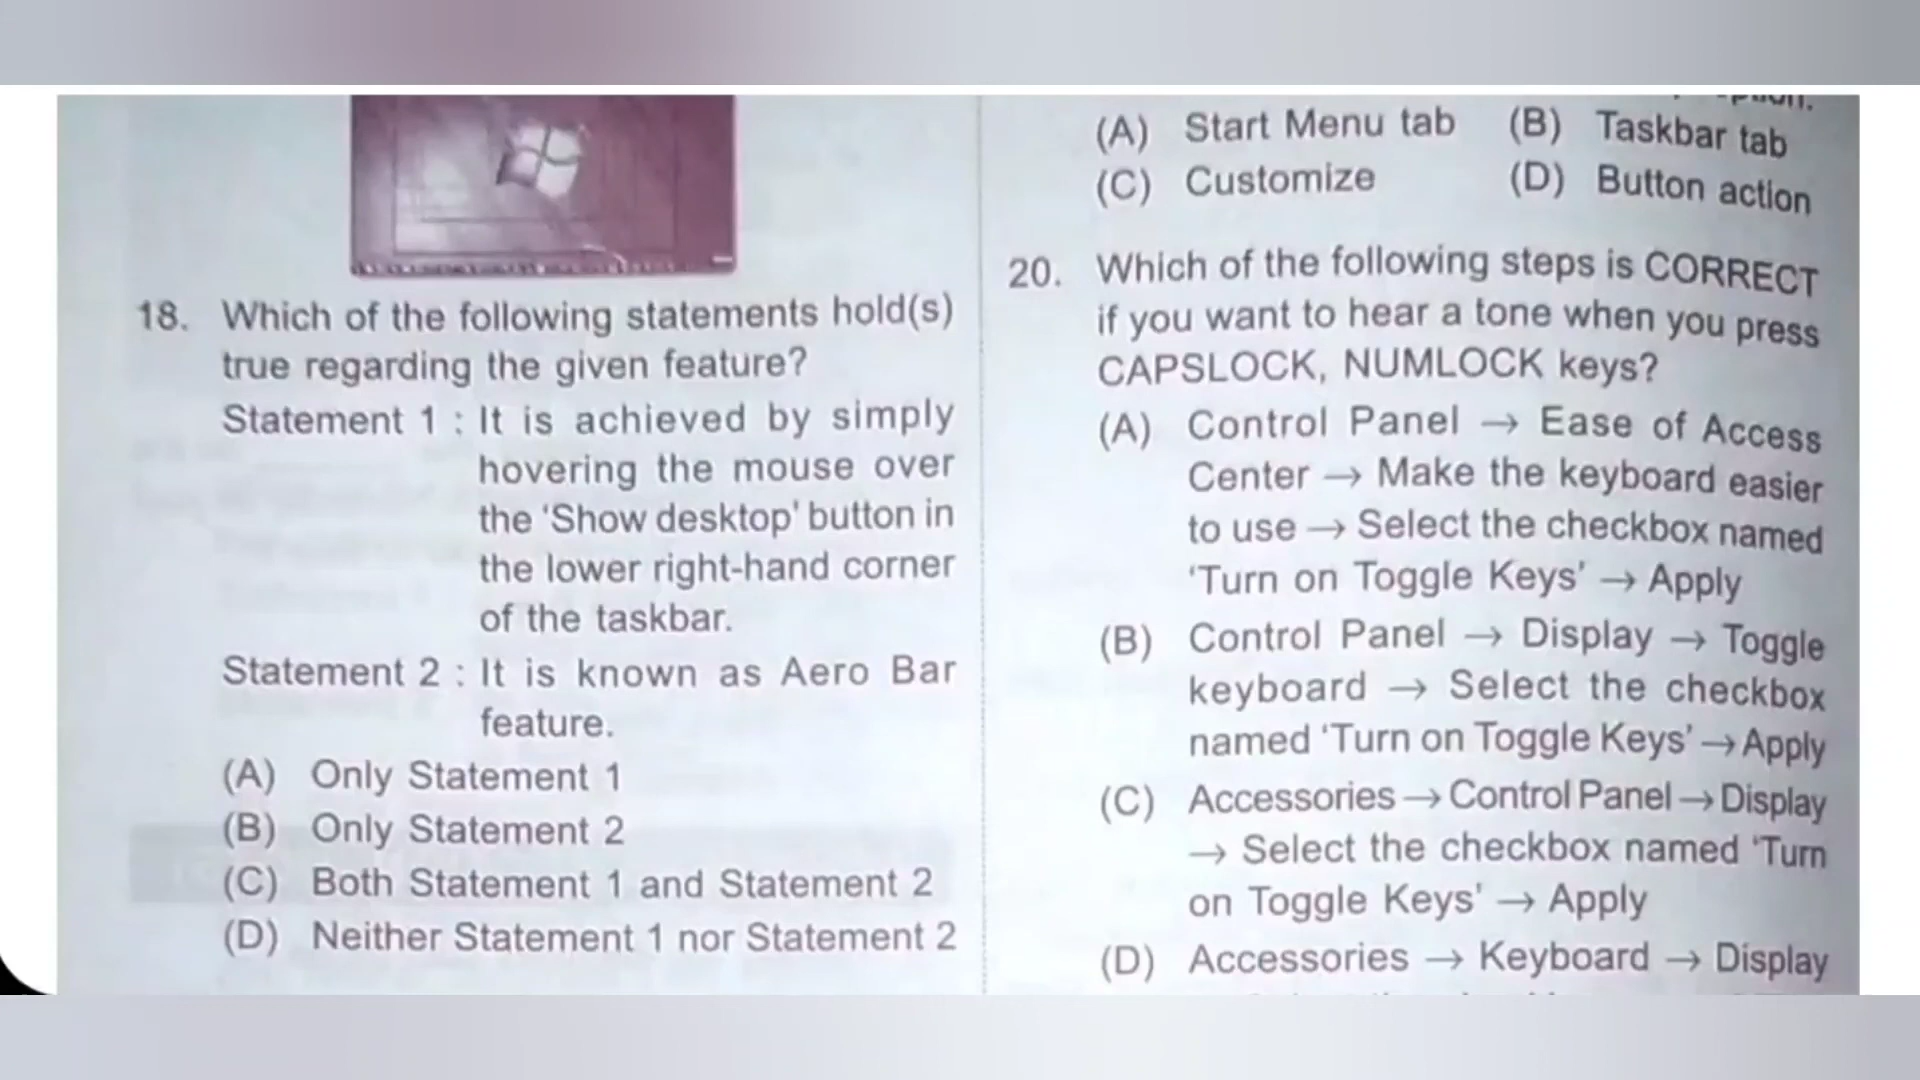 18. Which of the following statements hold(s)
true regarding the given feature?
Statement 1 : It is achieved by simply
hovering the mouse over
the ‘Show desktop’ button in
the lower right-hand corner
of the taskbar.
Statement 2 : It is known as Aero Bar
feature.
(A) Only Statement 1
(B) Only Statement 2
(C) Both Statement 1 and Statement 2
(D) Neither Statement 1 nor Statement 2
(A) Start Menu tab (B) Taskbar tab
(C) Customize (D) Button action
20. Which of the following steps is CORRECT
if you want to hear a tone when you press
CAPSLOCK, NUMLOCK keys?
(A) Control Panel → Ease of Access
Center → Make the keyboard easier
to use → Select the checkbox named
‘Turn on Toggle Keys’ → Apply
(B) Control Panel → Display → Toggle
keyboard → Select the checkbox
named ‘Turn on Toggle Keys’ → Apply
(C) Accessories → Control Panel → Display
→ Select the checkbox named ‘Turn
on Toggle Keys’ → Apply
(D) Accessories → Keyboard → Display